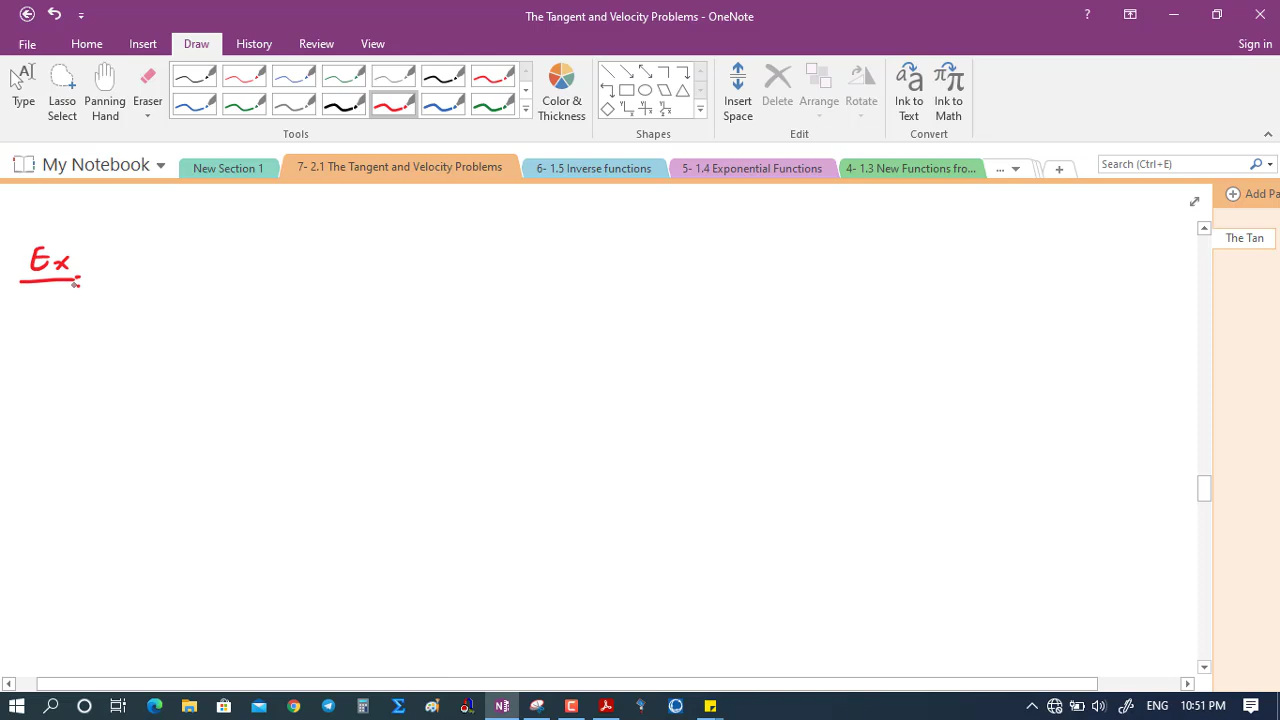 The Tangent and Velocity Problems - OneNote
? 
Sign in
File Home Insert Draw History Review View
Type
Lasso Select
Panning Hand
Eraser
Color & Thickness
Insert Space
Delete
Arrange
Rotate
Ink to Text
Ink to Math
Tools
Shapes
Edit
Convert
My Notebook
New Section 1
7- 2.1 The Tangent and Velocity Problems
6- 1.5 Inverse functions
5- 1.4 Exponential Functions
4- 1.3 New Functions fro...
...
Search (Ctrl+E)
Add Pa
The Tan
Ex:
ENG 10:51 PM